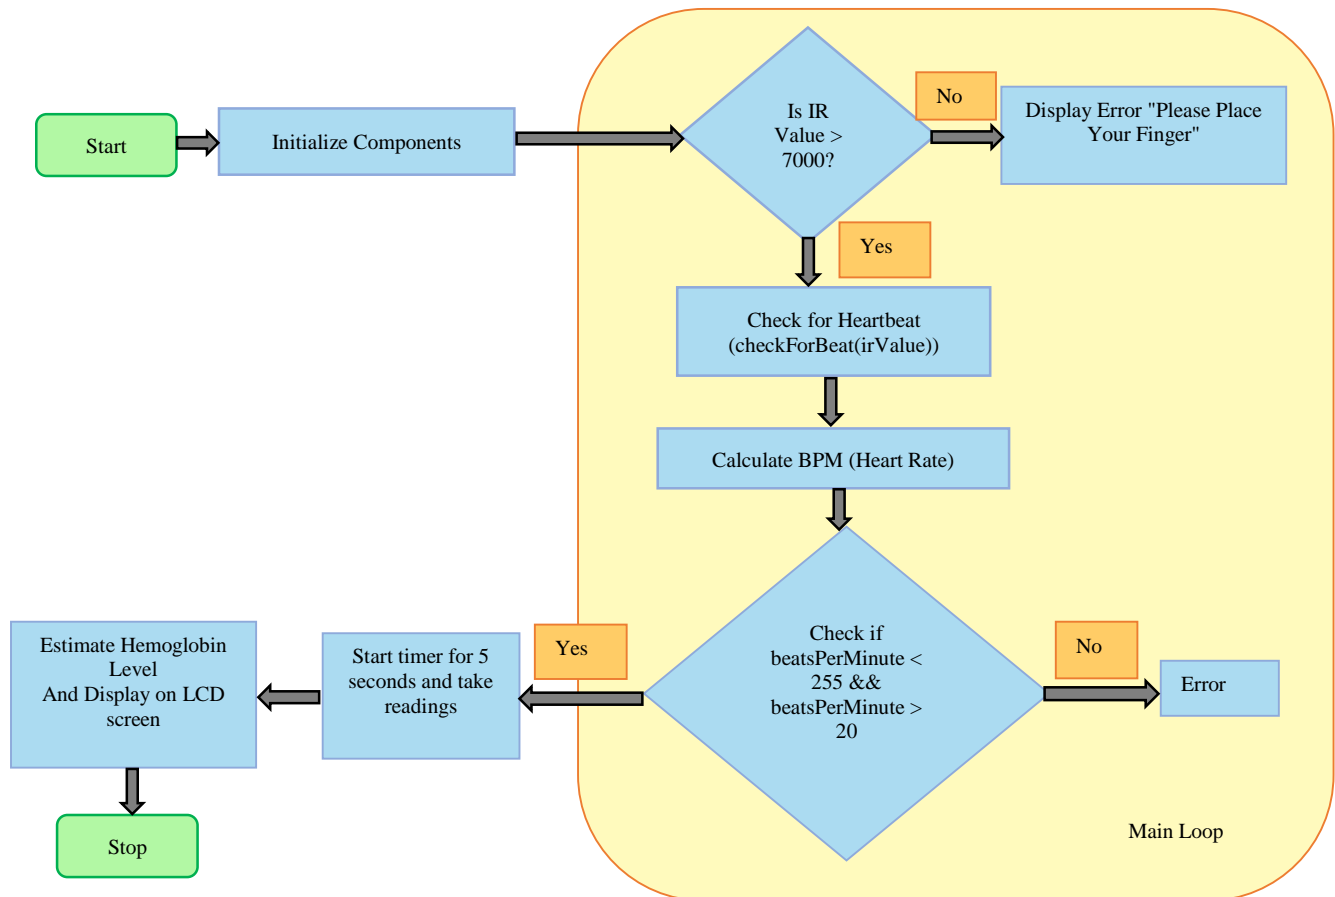 Start
Initialize Components
Is IR
Value >
7000?
No
Display Error "Please Place
Your Finger"
Yes
Check for Heartbeat
(checkForBeat(irValue))
Calculate BPM (Heart Rate)
Check if
beatsPerMinute <
255 &&
beatsPerMinute >
20
No
Error
Yes
Start timer for 5
seconds and take
readings
Estimate Hemoglobin
Level
And Display on LCD
screen
Stop
Main Loop